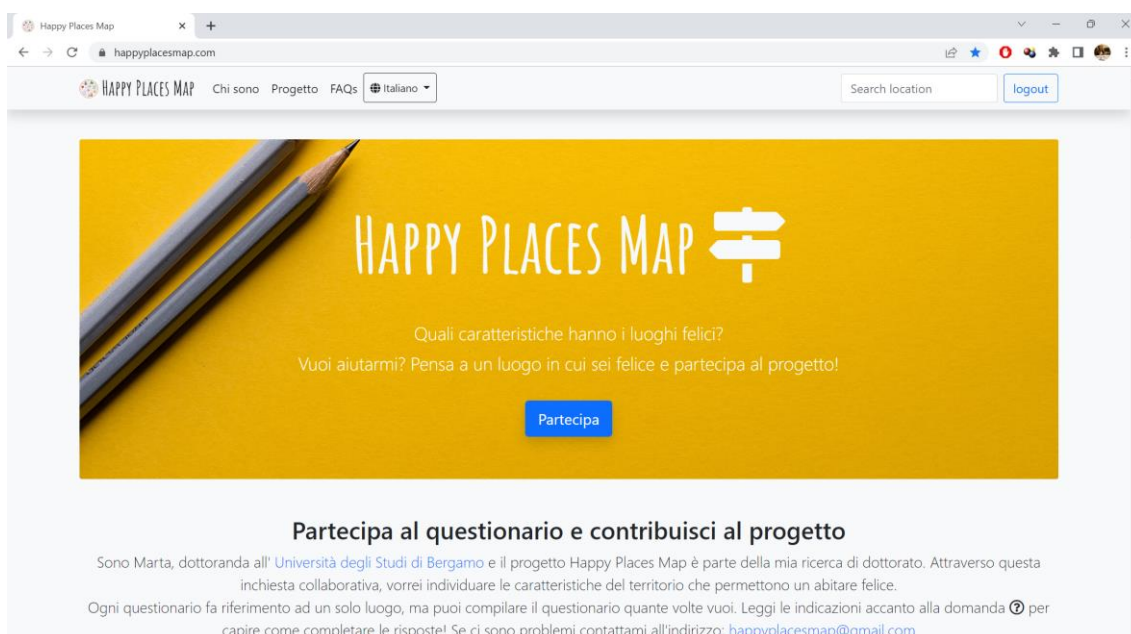 Happy Places Map
happyplacesmap.com
HAPPY PLACES MAP Chi sono Progetto FAQs Italiano Search location logout
HAPPY PLACES MAP
Quali caratteristiche hanno i luoghi felici?
Vuoi aiutarmi? Pensa a un luogo in cui sei felice e partecipa al progetto!
Partecipa
Partecipa al questionario e contribuisci al progetto
Sono Marta, dottoranda all' Università degli Studi di Bergamo e il progetto Happy Places Map è parte della mia ricerca di dottorato. Attraverso questa
inchiesta collaborativa, vorrei individuare le caratteristiche del territorio che permettono un abitare felice.
Ogni questionario fa riferimento ad un solo luogo, ma puoi compilare il questionario quante volte vuoi. Leggi le indicazioni accanto alla domanda ? per
capire come completare le risposte! Se ci sono problemi contattami all'indirizzo: happyplacesmap@gmail.com